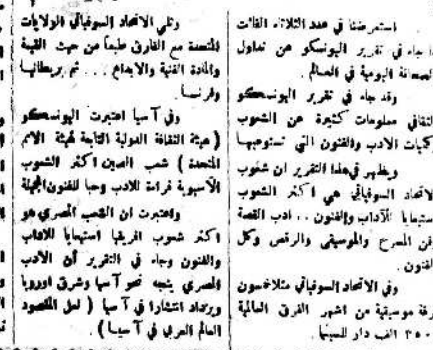 استعرضنا في عدد الثلاثاء الفائت
ما جاء في تقرير اليونسكو عن تداول
الصحافة اليومية في العالم .
وقد جاء في تقرير اليونسكو
الثقافي معلومات كثيرة عن الشعوب
وكميات الادب والفنون التي تستوعبها
ويظهر في هذا التقرير ان شعوب
الاتحاد السوفياتي هي اكثر الشعوب
استيعابا للآداب والفنون . . ادب القصة
وفن المسرح والموسيقى والرقص وكل
الفنون .
وفي الاتحاد السوفياتي
فرقة موسيقية من اشهر الفرق العالمية
الف دار للسينما .
وتلي الاتحاد السوفياتي الولايات
المتحدة مع الفارق طبعا من حيث القيمة
والمادة الفنية والابداع . . . ثم بريطانيا
وفرنسا .
وفي آسيا اعتبرت اليونسكو
( هيئة الثقافة الدولية التابعة لهيئة الامم
المتحدة ) شعب الصين اكثر الشعوب
الآسيوية قراءة للادب وحبا للفنون الجميلة
واعتبرت ان الشعب المصري هو
اكثر شعوب افريقيا استيعابا للآداب
والفنون وجاء في التقرير أن الادب
المصري يتجه نحو آسيا وشرق اوروبا
ويزداد انتشارا في آسيا ( لعل المقصود
العالم العربي في آسيا ) .